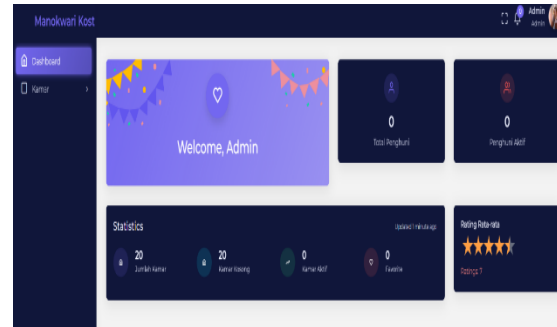 Manokwari Kost
Admin
Admin
Dashboard
Kamar
Welcome, Admin
0
Total Penghuni
0
Penghuni Aktif
Statistics
Updated 1 minute ago
20
Jumlah Kamar
20
Kamar Kosong
0
Kamar Aktif
0
Favorite
Rating Rata-rata
Ratings: 7